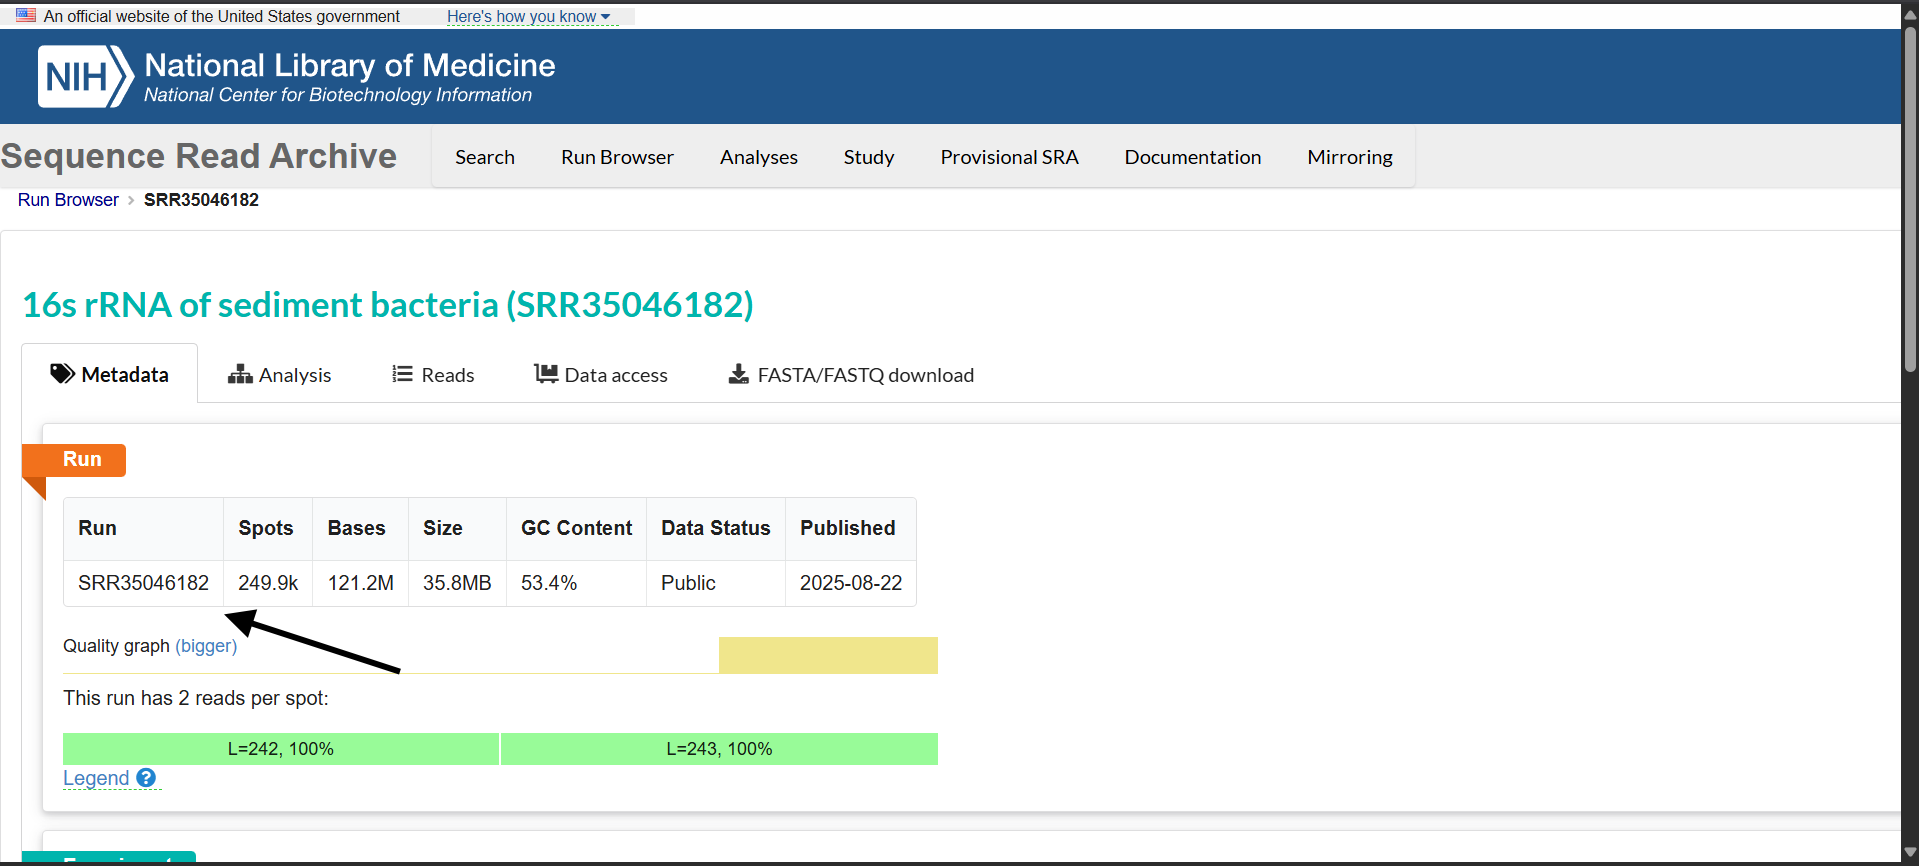 An official website of the United States government Here's how you know
NIH National Library of Medicine
National Center for Biotechnology Information
Sequence Read Archive Search Run Browser Analyses Study Provisional SRA Documentation Mirroring
Run Browser › SRR35046182
16s rRNA of sediment bacteria (SRR35046182)
Metadata Analysis Reads Data access FASTA/FASTQ download
Run
Run Spots Bases Size GC Content Data Status Published
SRR35046182 249.9k 121.2M 35.8MB 53.4% Public 2025-08-22
Quality graph (bigger)
This run has 2 reads per spot:
L=242, 100% L=243, 100%
Legend ?